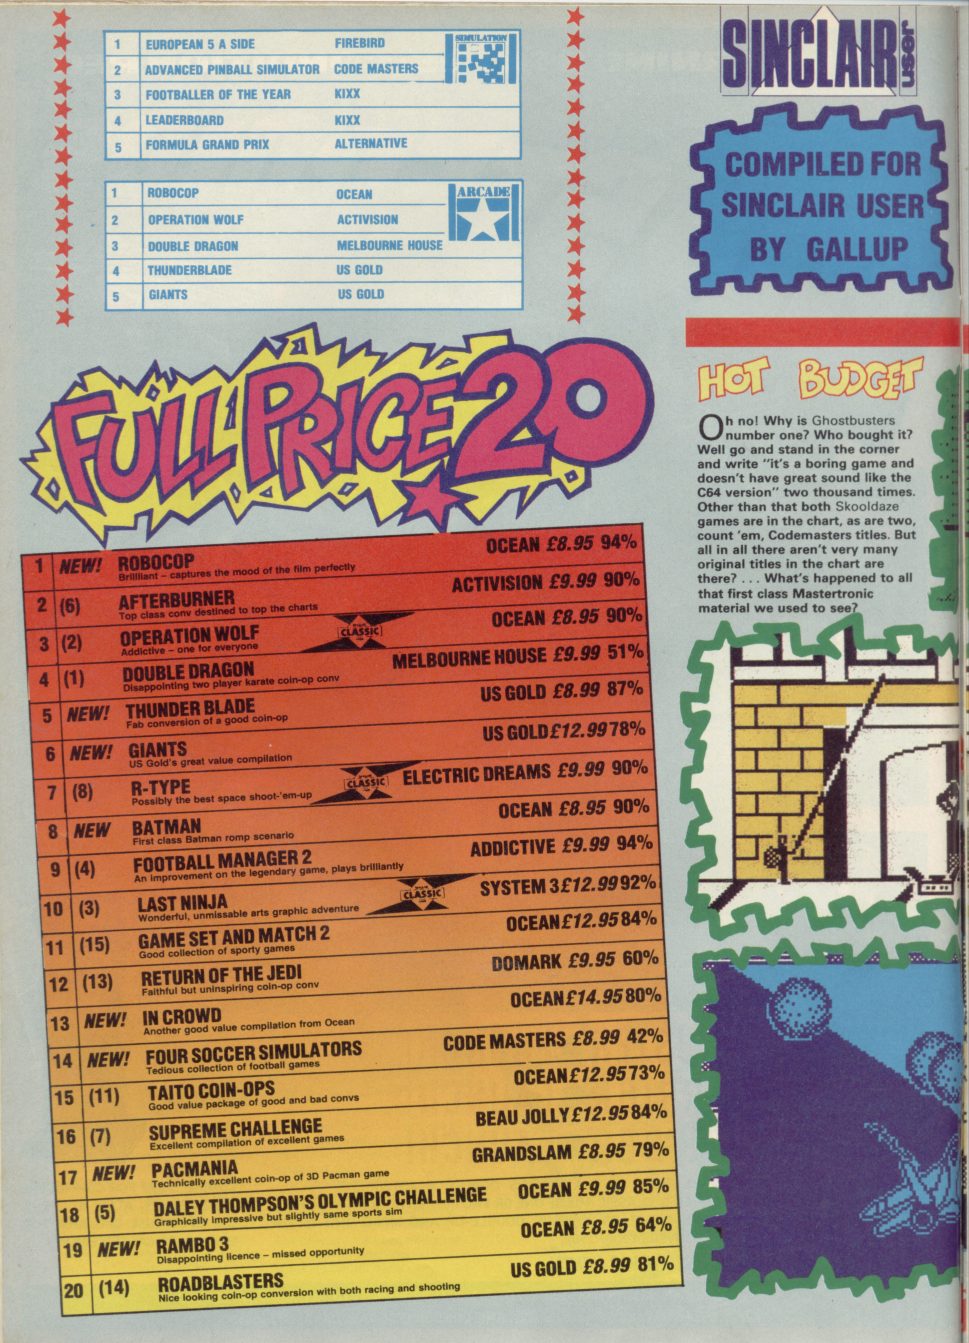 1 EUROPEAN 5 A SIDE FIREBIRD
2 ADVANCED PINBALL SIMULATOR CODE MASTERS
3 FOOTBALLER OF THE YEAR KIXX
4 LEADERBOARD KIXX
5 FORMULA GRAND PRIX ALTERNATIVE
SIMULATION
1 ROBOCOP OCEAN
2 OPERATION WOLF ACTIVISION
3 DOUBLE DRAGON MELBOURNE HOUSE
4 THUNDERBLADE US GOLD
5 GIANTS US GOLD
ARCADE
FULL PRICE 20
1 NEW! ROBOCOP OCEAN £8.95 94%
Brilliant – captures the mood of the film perfectly
2 (6) AFTERBURNER ACTIVISION £9.99 90%
Top class conv destined to top the charts
3 (2) OPERATION WOLF CLASSIC OCEAN £8.95 90%
Addictive – one for everyone
4 (1) DOUBLE DRAGON MELBOURNE HOUSE £9.99 51%
Disappointing two player karate coin-op conv
5 NEW! THUNDER BLADE US GOLD £8.99 87%
Fab conversion of a good coin-op
6 NEW! GIANTS US GOLD £12.99 78%
US Gold's great value compilation
7 (8) R-TYPE CLASSIC ELECTRIC DREAMS £9.99 90%
Possibly the best space shoot-'em-up
8 NEW BATMAN OCEAN £8.95 90%
First class Batman romp scenario
9 (4) FOOTBALL MANAGER 2 ADDICTIVE £9.99 94%
An improvement on the legendary game, plays brilliantly
10 (3) LAST NINJA CLASSIC SYSTEM 3 £12.99 92%
Wonderful, unmissable arts graphic adventure
11 (15) GAME SET AND MATCH 2 OCEAN £12.95 84%
Good collection of sporty games
12 (13) RETURN OF THE JEDI DOMARK £9.95 60%
Faithful but uninspiring coin-op conv
13 NEW! IN CROWD OCEAN £14.95 80%
Another good value compilation from Ocean
14 NEW! FOUR SOCCER SIMULATORS CODE MASTERS £8.99 42%
Tedious collection of football games
15 (11) TAITO COIN-OPS OCEAN £12.95 73%
Good value package of good and bad convs
16 (7) SUPREME CHALLENGE BEAU JOLLY £12.95 84%
Excellent compilation of excellent games
17 NEW! PACMANIA GRANDSLAM £8.95 79%
Technically excellent coin-op of 3D Pacman game
18 (5) DALEY THOMPSON'S OLYMPIC CHALLENGE OCEAN £9.99 85%
Graphically impressive but slightly same sports sim
19 NEW! RAMBO 3 OCEAN £8.95 64%
Disappointing licence – missed opportunity
20 (14) ROADBLASTERS US GOLD £8.99 81%
Nice looking coin-op conversion with both racing and shooting
SINCLAIR user
COMPILED FOR
SINCLAIR USER
BY GALLUP
HOT BUDGET
Oh no! Why is Ghostbusters
number one? Who bought it?
Well go and stand in the corner
and write "it's a boring game and
doesn't have great sound like the
C64 version" two thousand times.
Other than that both Skooldaze
games are in the chart, as are two,
count 'em, Codemasters titles. But
all in all there aren't very many
original titles in the chart are
there? . . . What's happened to all
that first class Mastertronic
material we used to see?